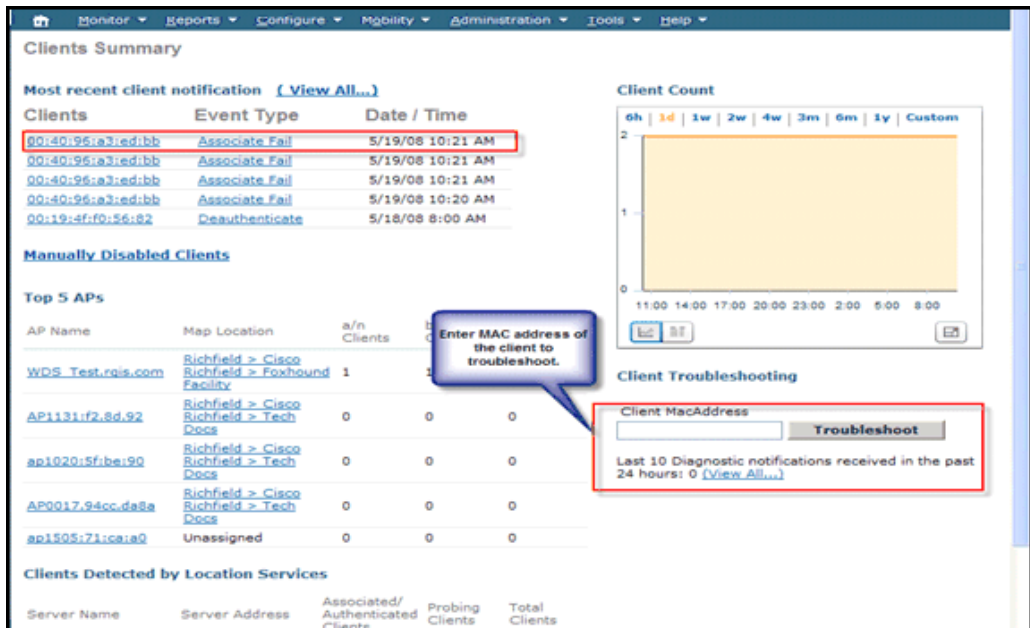 Monitor Reports Configure Mobility Administration Tools Help
Clients Summary
Most recent client notification ( View All...)
Clients Event Type Date / Time
00:40:96:a3:ed:bb Associate Fail 5/19/08 10:21 AM
00:40:96:a3:ed:bb Associate Fail 5/19/08 10:21 AM
00:40:96:a3:ed:bb Associate Fail 5/19/08 10:21 AM
00:40:96:a3:ed:bb Associate Fail 5/19/08 10:20 AM
00:19:4f:f0:56:82 Deauthenticate 5/18/08 8:00 AM
Manually Disabled Clients
Top 5 APs
AP Name Map Location a/n Clients
WDS_Test.rqis.com Richfield > Cisco Richfield > Foxhound Facility 1
AP1131:f2.8d.92 Richfield > Cisco Richfield > Tech Docs 0 0 0
ap1020:5f:be:90 Richfield > Cisco Richfield > Tech Docs 0 0 0
AP0017.94cc.da8a Richfield > Cisco Richfield > Tech Docs 0 0 0
ap1505:71:ca:a0 Unassigned 0 0 0
Clients Detected by Location Services
Server Name Server Address Associated/ Authenticated Clients Probing Clients Total Clients
Client Count
6h | 1d | 1w | 2w | 4w | 3m | 6m | 1y | Custom
2
1
0
11:00 14:00 17:00 20:00 23:00 2:00 5:00 8:00
Enter MAC address of
the client to
troubleshoot.
Client Troubleshooting
Client MacAddress
Troubleshoot
Last 10 Diagnostic notifications received in the past
24 hours: 0 (View All...)